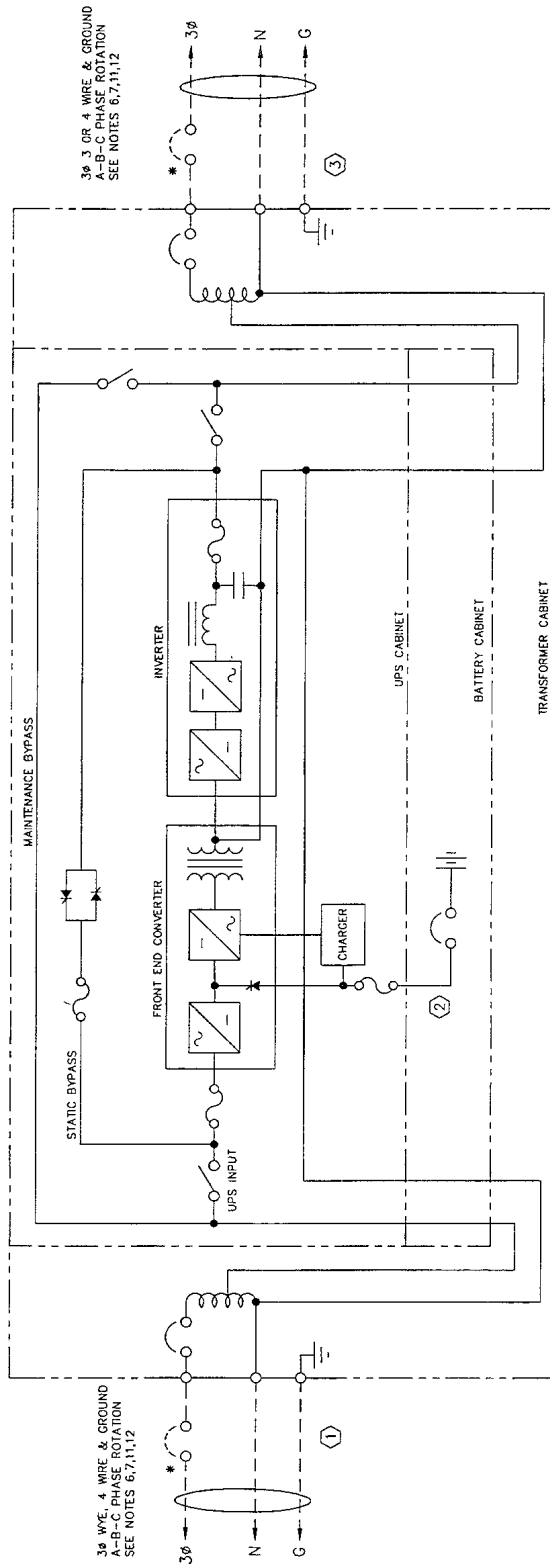 3ø WYE, 4 WIRE & GROUND
A-B-C PHASE ROTATION
SEE NOTES 6,7,11,12
*
3ø
N
G
1
MAINTENANCE BYPASS
STATIC BYPASS
UPS INPUT
FRONT END CONVERTER
INVERTER
CHARGER
2
UPS CABINET
BATTERY CABINET
TRANSFORMER CABINET
3ø 3 OR 4 WIRE & GROUND
A-B-C PHASE ROTATION
SEE NOTES 6,7,11,12
*
3ø
N
G
3